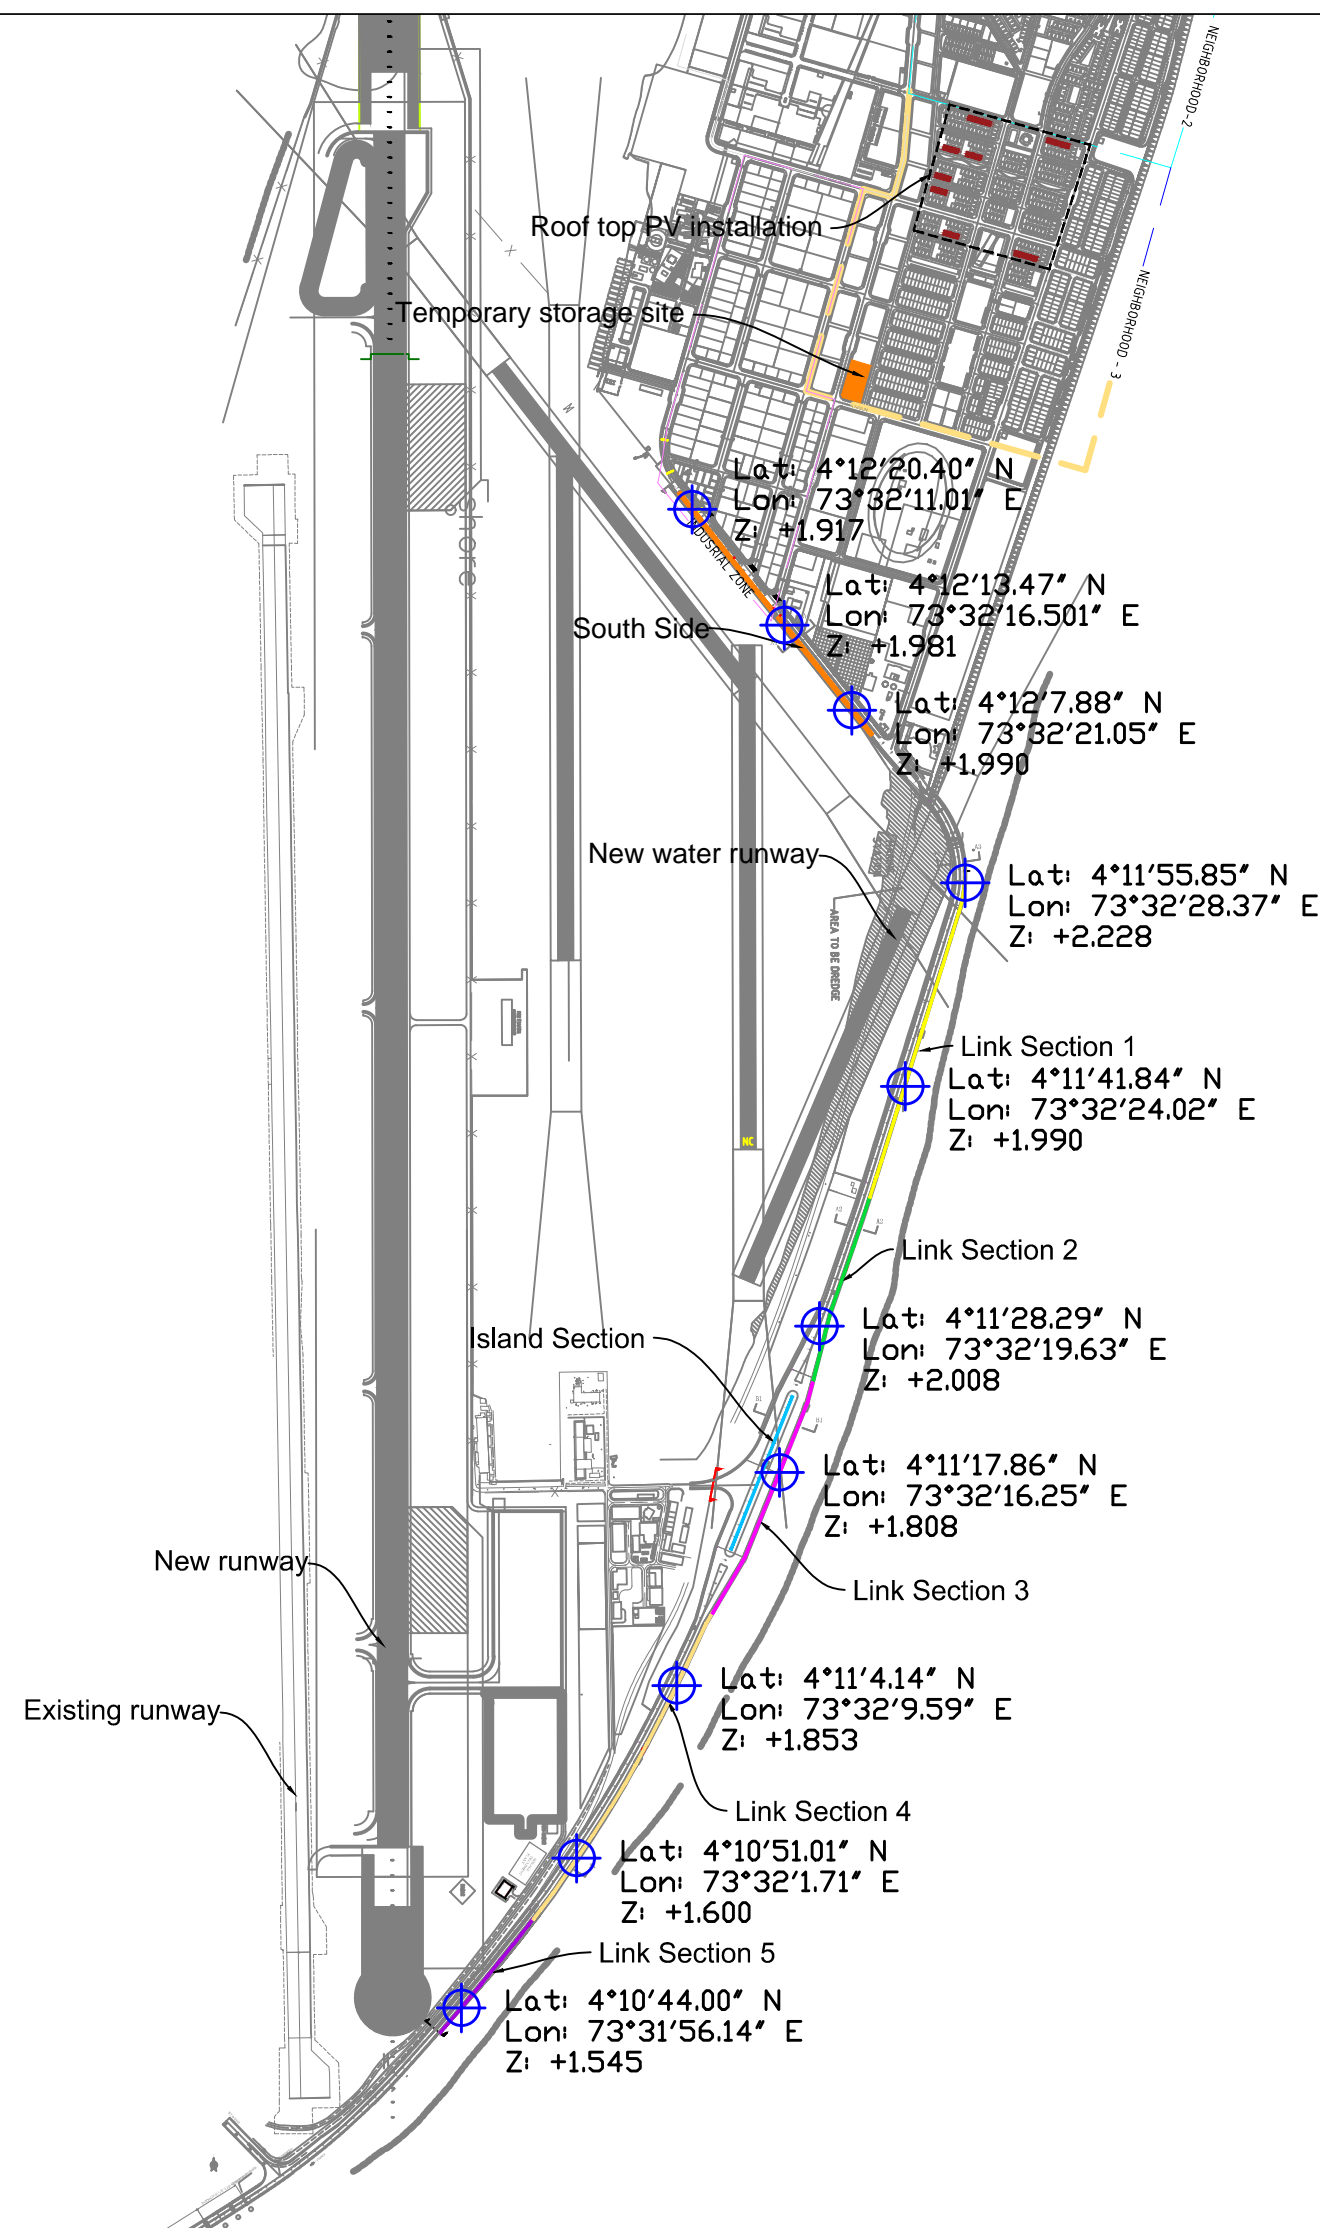 NEIGHBORHOOD-2
Roof top PV installation
NEIGHBORHOOD - 3
Temporary storage site
Lat: 4°12'20.40" N
Lon: 73°32'11.01" E
Z: +1.917
INDUSRIAL ZONE
shore
Lat: 4°12'13.47" N
Lon: 73°32'16.501" E
Z: +1.981
South Side
Lat: 4°12'7.88" N
Lon: 73°32'21.05" E
Z: +1.990
New water runway
Lat: 4°11'55.85" N
Lon: 73°32'28.37" E
Z: +2.228
AREA TO BE DREDGE
Link Section 1
Lat: 4°11'41.84" N
Lon: 73°32'24.02" E
Z: +1.990
NC
A1
A2
Link Section 2
Lat: 4°11'28.29" N
Lon: 73°32'19.63" E
Z: +2.008
Island Section
B1
Lat: 4°11'17.86" N
Lon: 73°32'16.25" E
Z: +1.808
New runway
Link Section 3
Lat: 4°11'4.14" N
Lon: 73°32'9.59" E
Z: +1.853
Existing runway
Link Section 4
Lat: 4°10'51.01" N
Lon: 73°32'1.71" E
Z: +1.600
Link Section 5
Lat: 4°10'44.00" N
Lon: 73°31'56.14" E
Z: +1.545